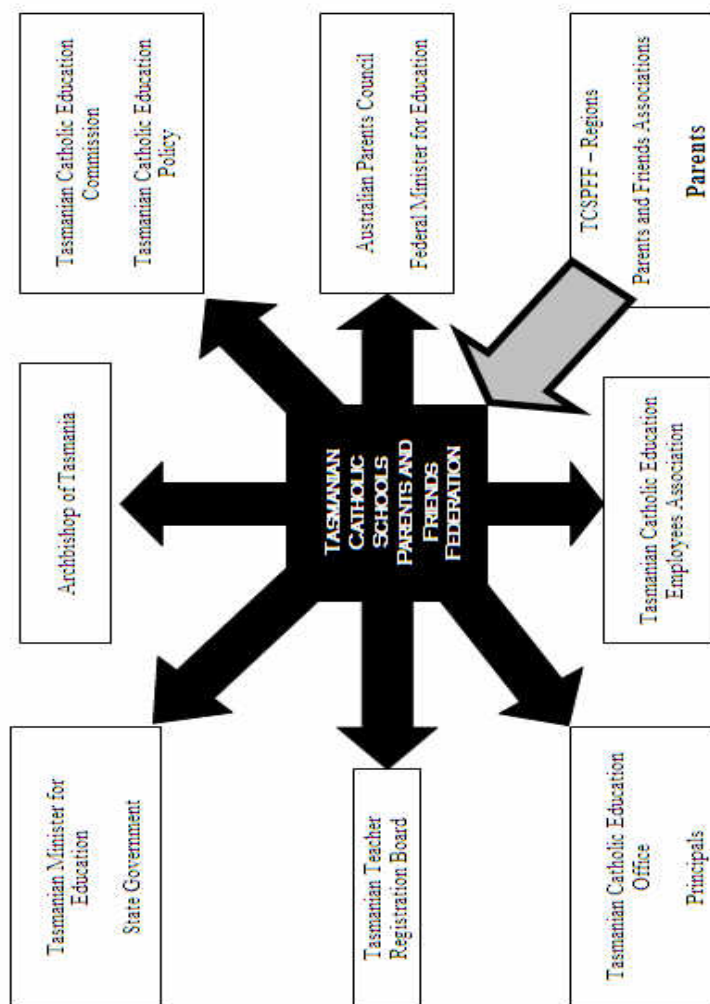 Tasmanian Minister for
Education
State Government
Archbishop of Tasmania
Tasmanian Catholic Education
Commission
Tasmanian Catholic Education
Policy
Tasmanian Teacher
Registration Board
TASMANIAN
CATHOLIC
SCHOOLS
PARENTS AND
FRIENDS
FEDERATION
Australian Parents Council
Federal Minister for Education
Tasmanian Catholic Education
Office
Principals
Tasmanian Catholic Education
Employees Association
TCSPFF – Regions
Parents and Friends Associations
Parents